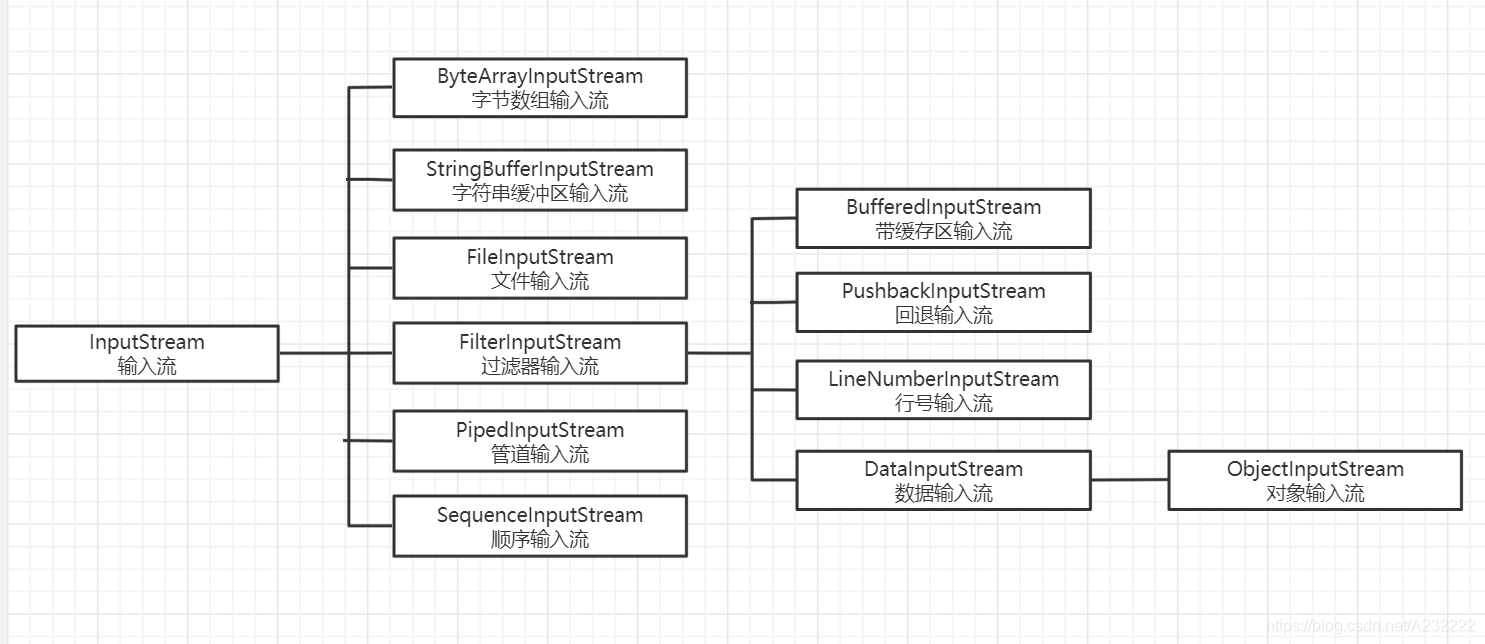 ByteArrayInputStream
字节数组输入流
StringBufferInputStream
字符串缓冲区输入流
FileInputStream
文件输入流
InputStream
输入流
FilterInputStream
过滤器输入流
PipedInputStream
管道输入流
SequenceInputStream
顺序输入流
BufferedInputStream
带缓存区输入流
PushbackInputStream
回退输入流
LineNumberInputStream
行号输入流
DataInputStream
数据输入流
ObjectInputStream
对象输入流
https://blog.csdn.net/A232222